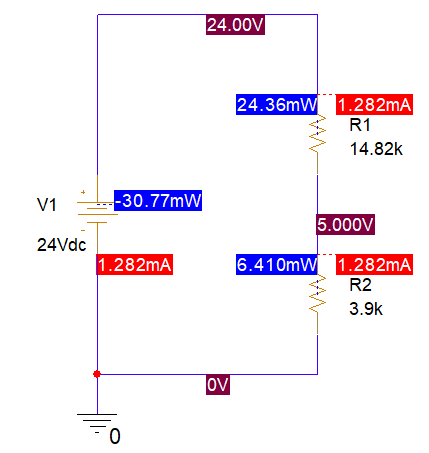 24.00V
24.36mW 1.282mA
R1
14.82k
+
V1 -30.77mW
-
24Vdc
5.000V
1.282mA 6.410mW 1.282mA
R2
3.9k
0V
0